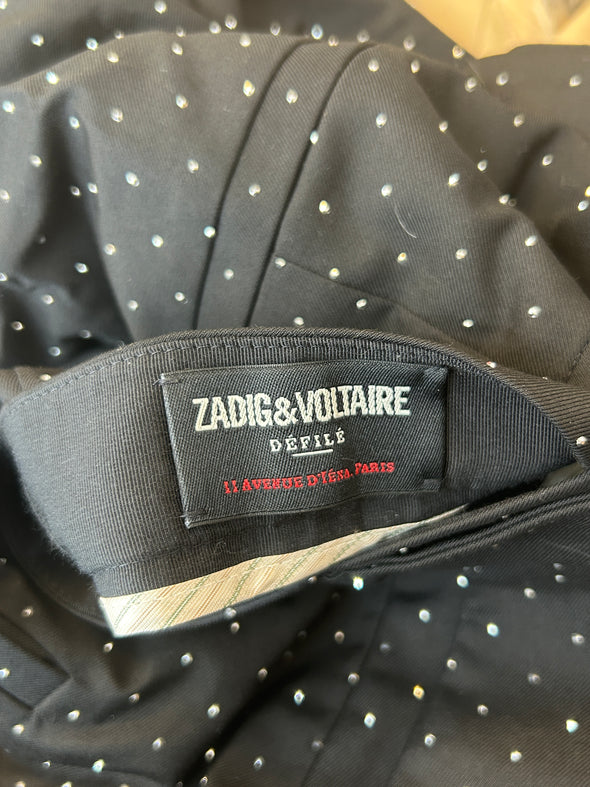 ZADIG&VOLTAIRE
DÉFILÉ
11 AVENUE D'IÉNA, PARIS